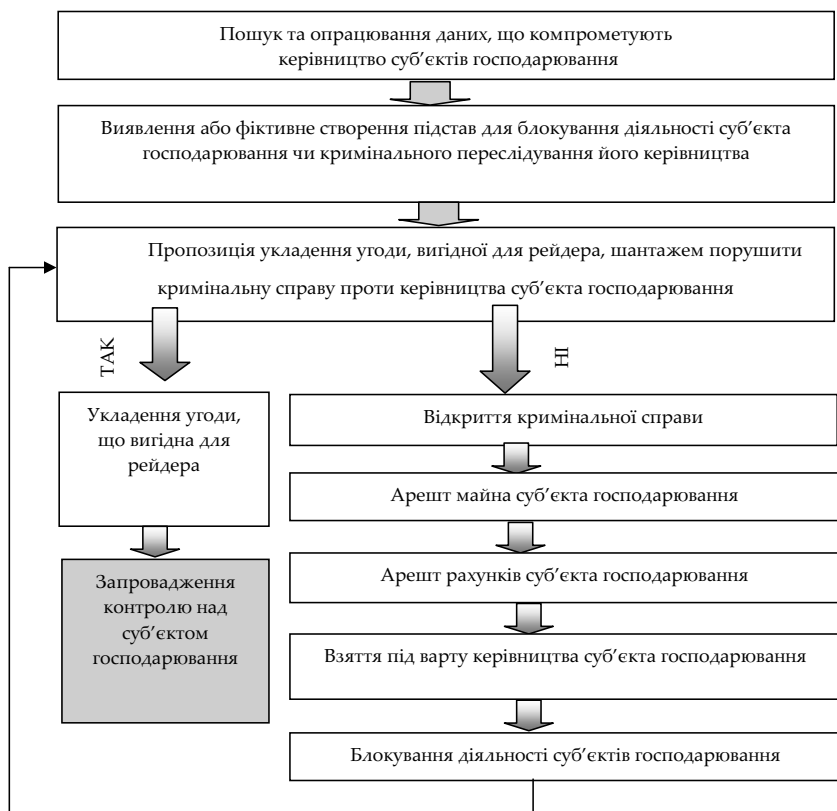 Пошук та опрацювання даних, що компрометують
керівництво суб’єктів господарювання
Виявлення або фіктивне створення підстав для блокування діяльності суб’єкта
господарювання чи кримінального переслідування його керівництва
Пропозиція укладення угоди, вигідної для рейдера, шантажем порушити
кримінальну справу проти керівництва суб’єкта господарювання
ТАК
НІ
Укладення угоди,
що вигідна для
рейдера
Запровадження
контролю над
суб’єктом
господарювання
Відкриття кримінальної справи
Арешт майна суб’єкта господарювання
Арешт рахунків суб’єкта господарювання
Взяття під варту керівництва суб’єкта господарювання
Блокування діяльності суб’єктів господарювання